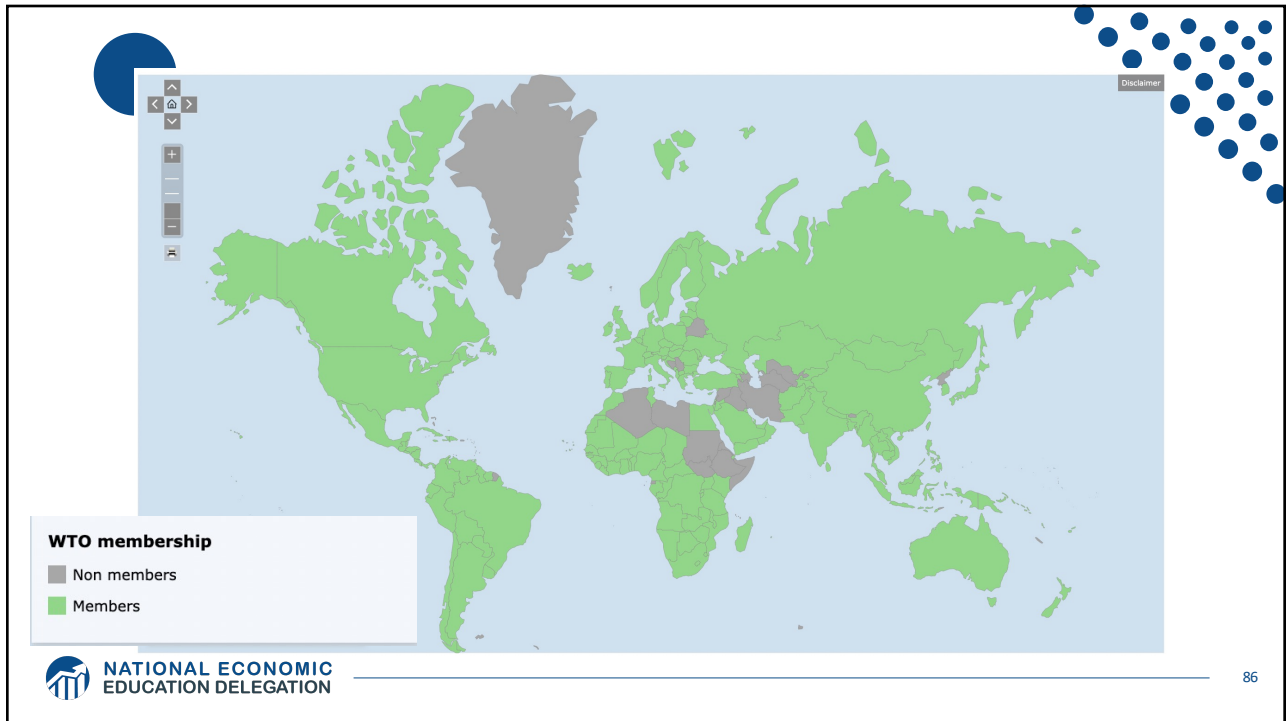 Disclaimer
WTO membership
Non members
Members
NATIONAL ECONOMIC
EDUCATION DELEGATION
86